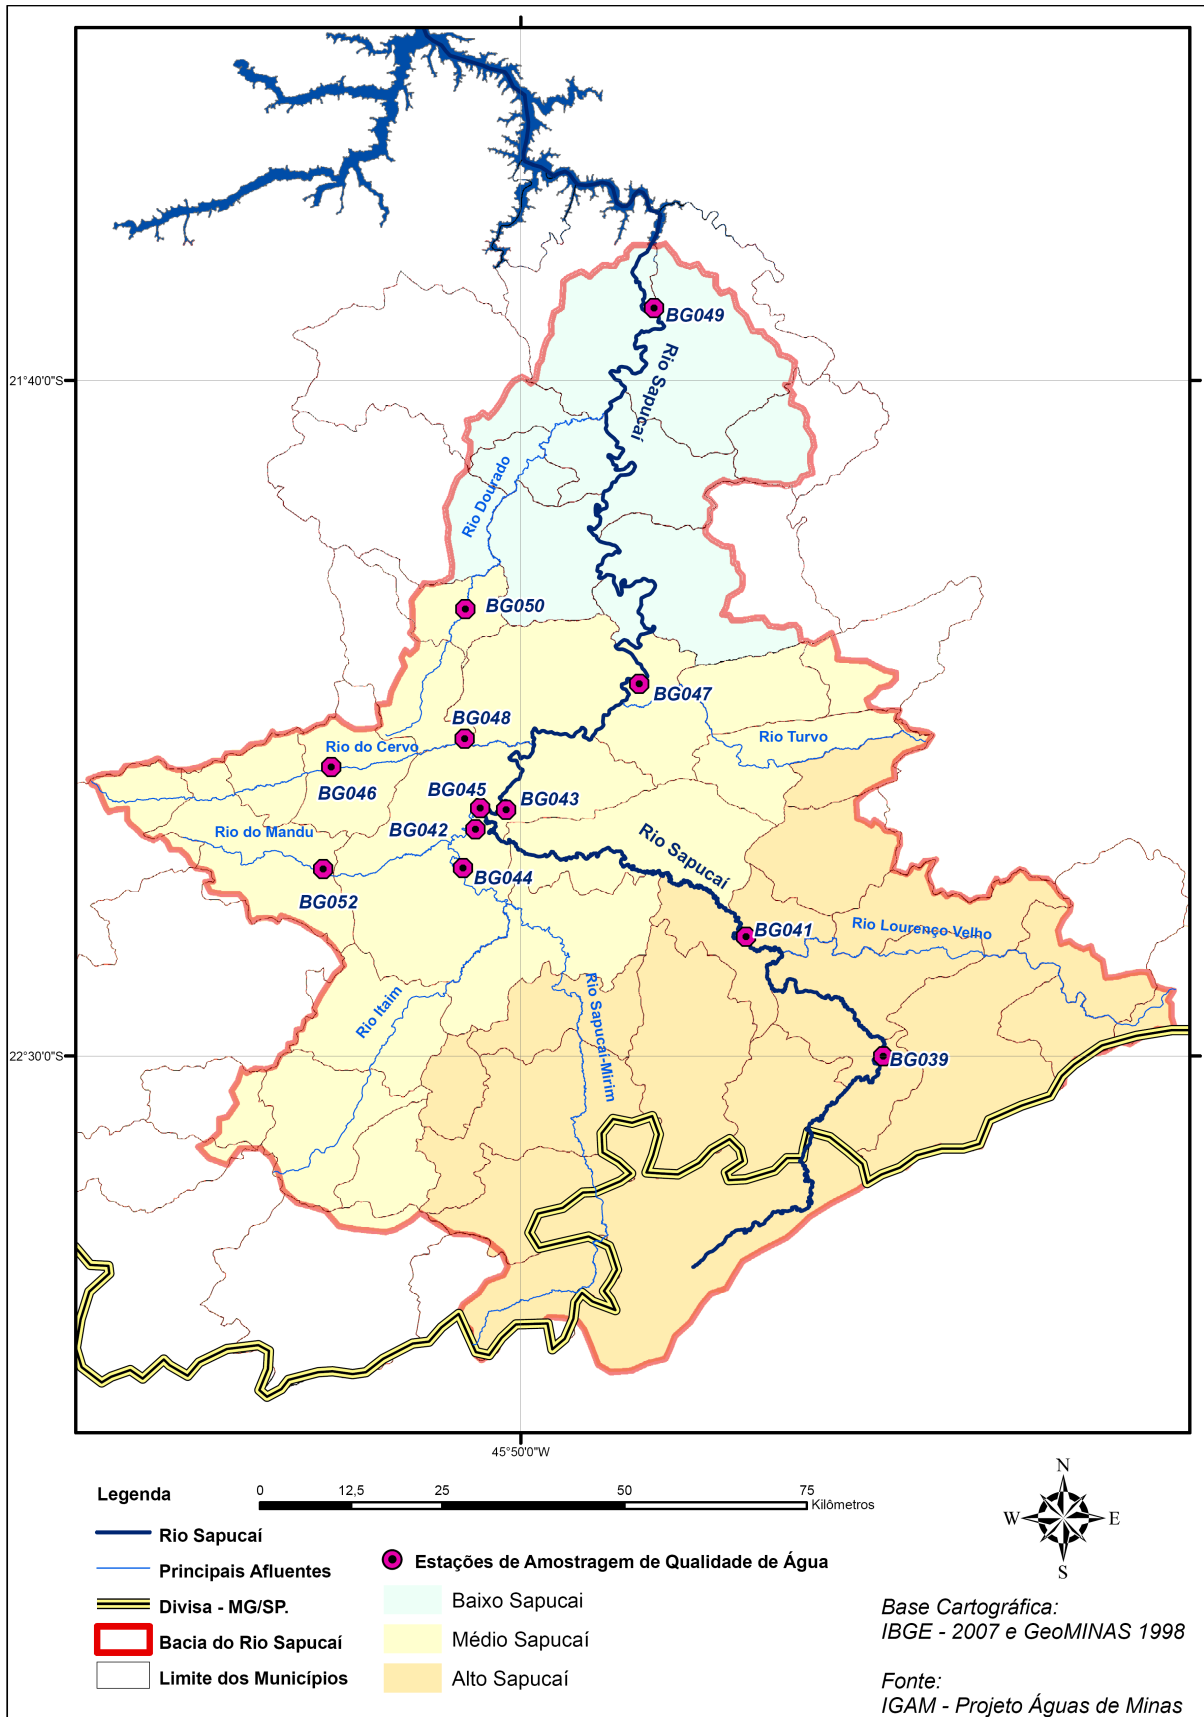 BG049
21°40'0"S
Rio Sapucaí
Rio Dourado
BG050
BG047
BG048
Rio Turvo
Rio do Cervo
BG046
BG045
BG043
Rio do Mandu
BG042
Rio Sapucaí
BG044
BG052
BG041
Rio Lourenço Velho
Rio Itaim
Rio Sapucai-Mirim
22°30'0"S
BG039
45°50'0"W
Legenda
0 12,5 25 50 75
Kilômetros
N
W E
S
Rio Sapucaí
Principais Afluentes
Divisa - MG/SP.
Bacia do Rio Sapucaí
Limite dos Municípios
Estações de Amostragem de Qualidade de Água
Baixo Sapucai
Médio Sapucaí
Alto Sapucaí
Base Cartográfica:
IBGE - 2007 e GeoMINAS 1998
Fonte:
IGAM - Projeto Águas de Minas